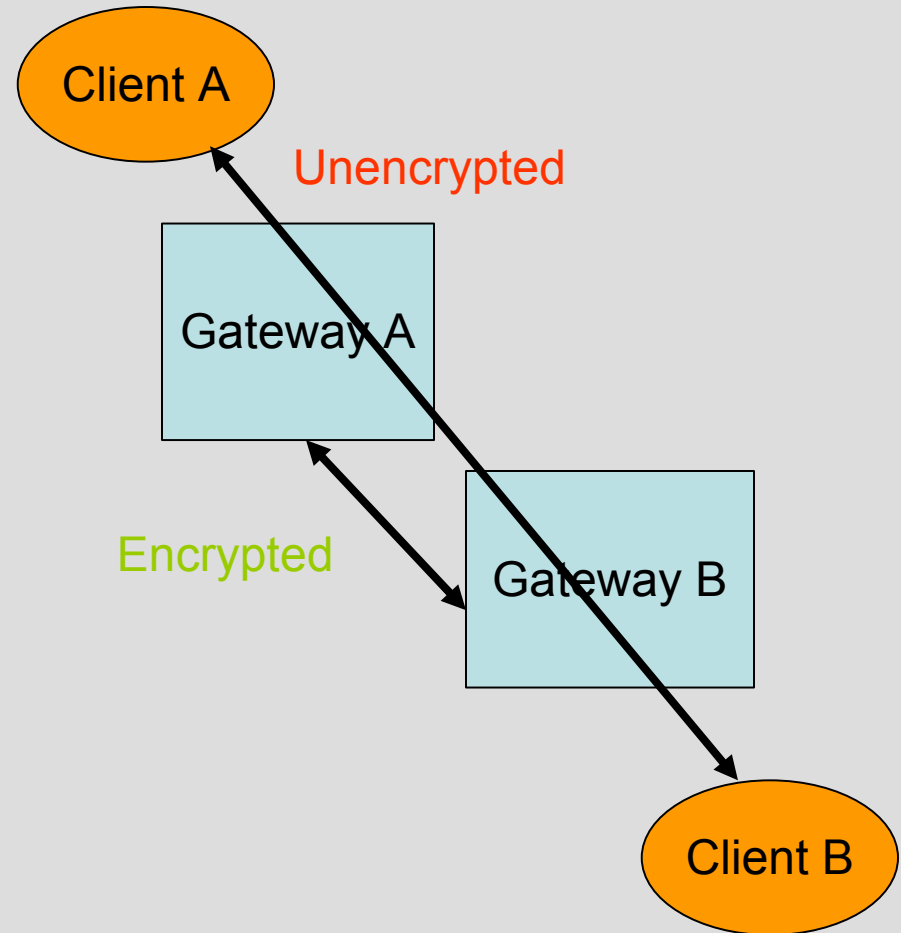 Client A
Unencrypted
Gateway A
Encrypted
Gateway B
Client B